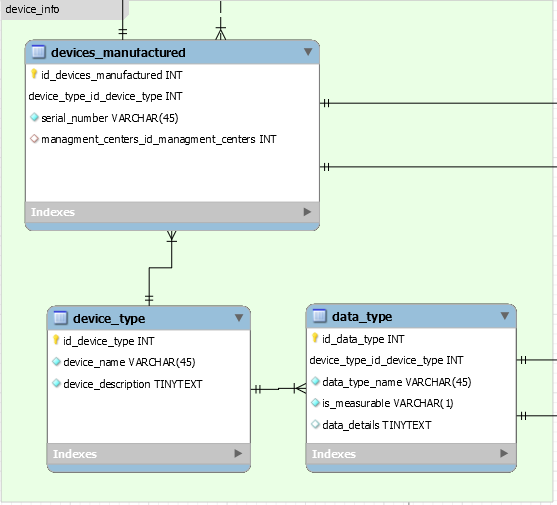 device_info
devices_manufactured
id_devices_manufactured INT
device_type_id_device_type INT
serial_number VARCHAR(45)
managment_centers_id_managment_centers INT
Indexes
device_type
id_device_type INT
device_name VARCHAR(45)
device_description TINYTEXT
Indexes
data_type
id_data_type INT
device_type_id_device_type INT
data_type_name VARCHAR(45)
is_measurable VARCHAR(1)
data_details TINYTEXT
Indexes